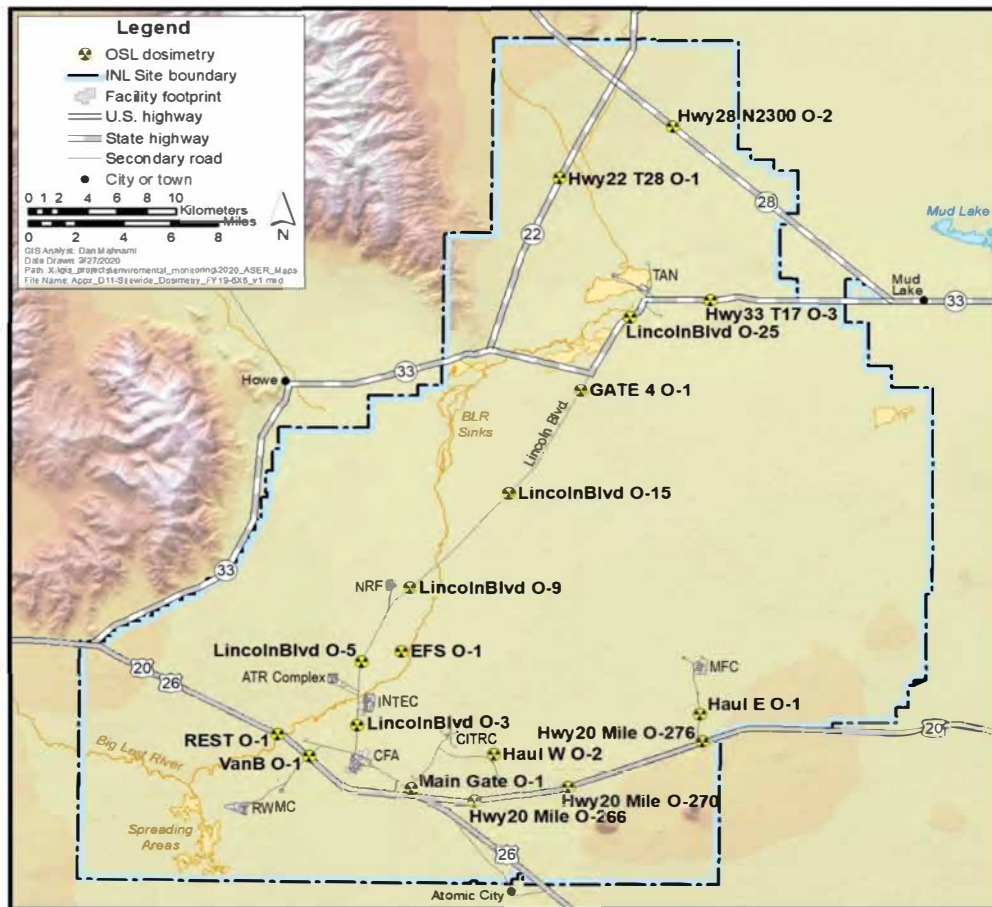 Legend
OSL dosimetry
INL Site boundary
Facility footprint
U.S. highway
State highway
Secondary road
City or town
0 1 2 4 6 8 10
Kilometers
Miles
0 2 4 6 8
N
GIS Analyst: Dan Mahnami
Date Drawn: 3/27/2020
File Name:
Hwy28 N2300 O-2
Hwy22 T28 O-1
28
22
Mud Lake
TAN
Mud
Lake
33
Hwy33 T17 O-3
LincolnBlvd O-25
33
Howe
GATE 4 O-1
BLR
Sinks
Lincoln Blvd.
LincolnBlvd O-15
33
NRF
LincolnBlvd O-9
EFS O-1
LincolnBlvd O-5
20
26
ATR Complex
MFC
INTEC
Haul E O-1
LincolnBlvd O-3
Hwy20 Mile O-276
20
REST O-1
CITRC
Big Lost River
VanB O-1
CFA
Haul W O-2
Main Gate O-1
Hwy20 Mile O-270
RWMC
Hwy20 Mile O-266
Spreading
Areas
26
Atomic City